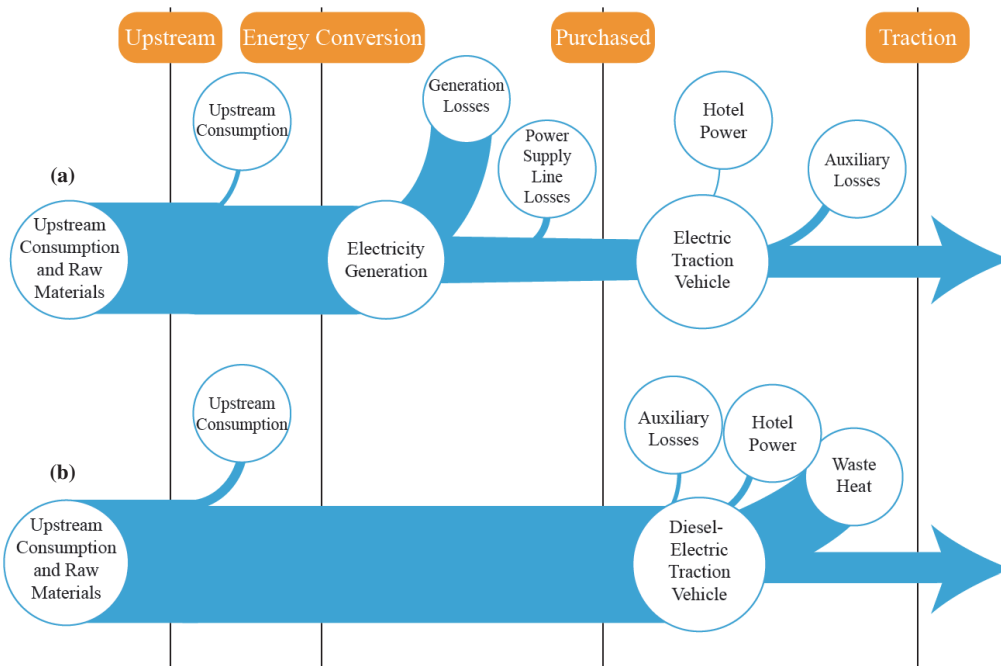 Upstream
Energy Conversion
Purchased
Traction
(a)
Upstream
Consumption
and Raw
Materials
Upstream
Consumption
Electricity
Generation
Generation
Losses
Power
Supply
Line
Losses
Electric
Traction
Vehicle
Hotel
Power
Auxiliary
Losses
(b)
Upstream
Consumption
and Raw
Materials
Upstream
Consumption
Diesel-
Electric
Traction
Vehicle
Auxiliary
Losses
Hotel
Power
Waste
Heat